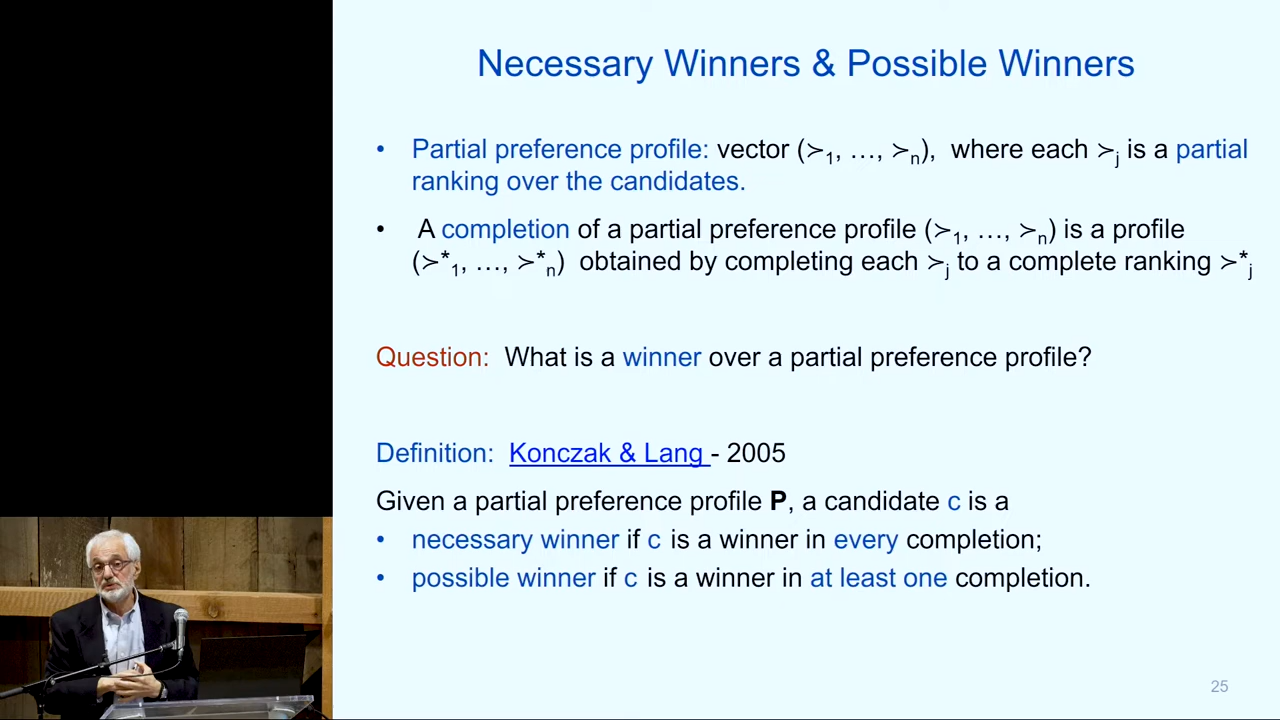 Necessary Winners & Possible Winners
• Partial preference profile: vector (≻1, …, ≻n), where each ≻j is a partial
ranking over the candidates.
• A completion of a partial preference profile (≻1, …, ≻n) is a profile
(≻*1, …, ≻*n) obtained by completing each ≻j to a complete ranking ≻*j
Question: What is a winner over a partial preference profile?
Definition: Konczak & Lang - 2005
Given a partial preference profile P, a candidate c is a
• necessary winner if c is a winner in every completion;
• possible winner if c is a winner in at least one completion.
25